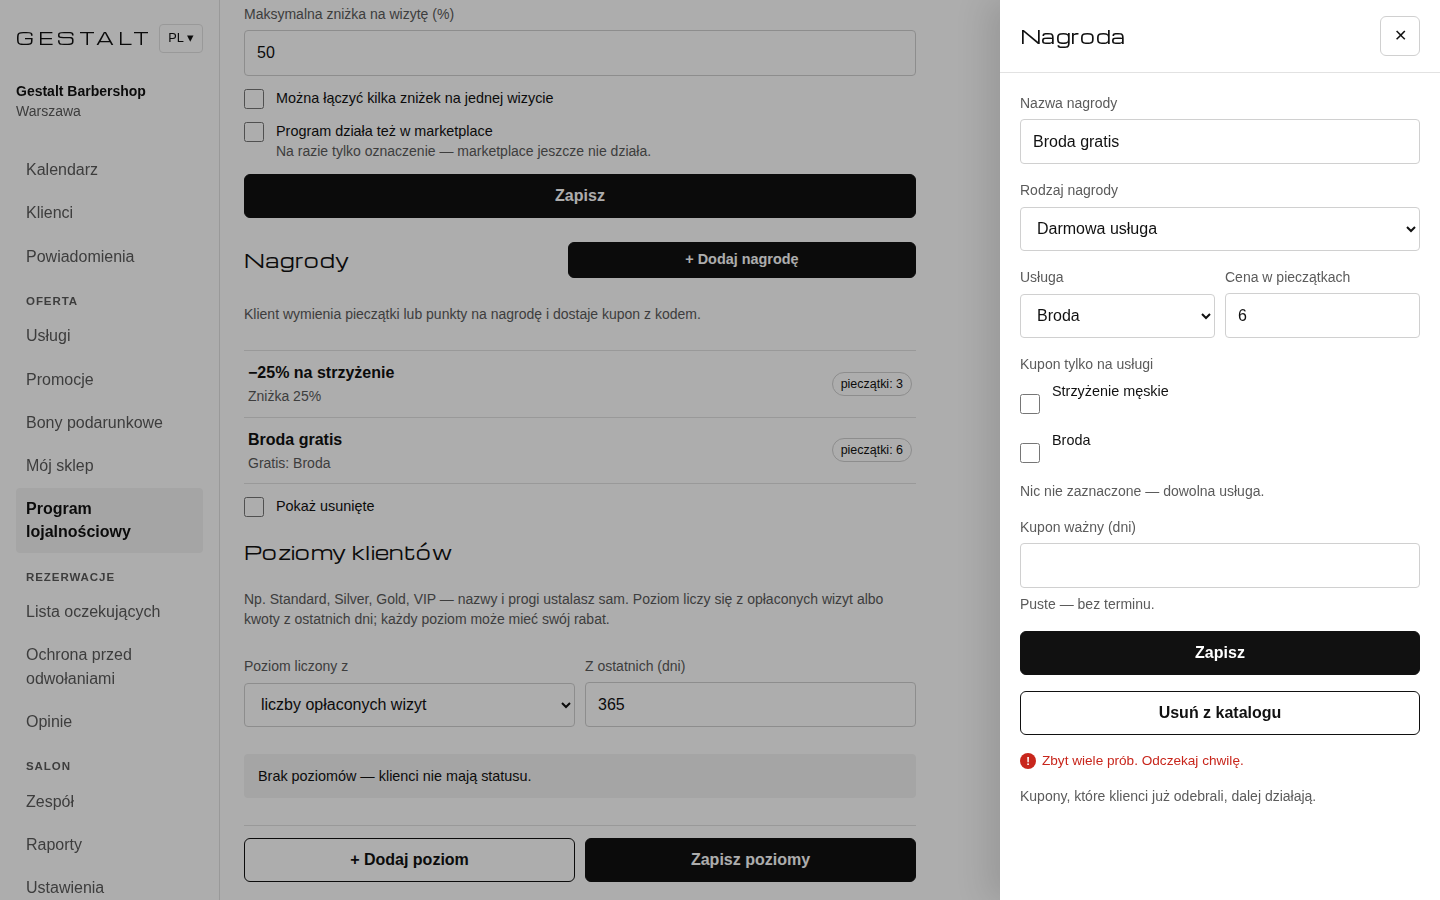 GESTALT
PL ▾
Gestalt Barbershop
Warszawa
Kalendarz
Klienci
Powiadomienia
OFERTA
Usługi
Promocje
Bony podarunkowe
Mój sklep
Program
lojalnościowy
REZERWACJE
Lista oczekujących
Ochrona przed
odwołaniami
Opinie
SALON
Zespół
Raporty
Ustawienia
Maksymalna zniżka na wizytę (%)
50
Można łączyć kilka zniżek na jednej wizycie
Program działa też w marketplace
Na razie tylko oznaczenie — marketplace jeszcze nie działa.
Zapisz
Nagrody
+ Dodaj nagrodę
Klient wymienia pieczątki lub punkty na nagrodę i dostaje kupon z kodem.
−25% na strzyżenie
Zniżka 25%
pieczątki: 3
Broda gratis
Gratis: Broda
pieczątki: 6
Pokaż usunięte
Poziomy klientów
Np. Standard, Silver, Gold, VIP — nazwy i progi ustalasz sam. Poziom liczy się z opłaconych wizyt albo
kwoty z ostatnich dni; każdy poziom może mieć swój rabat.
Poziom liczony z
Z ostatnich (dni)
liczby opłaconych wizyt
365
Brak poziomów — klienci nie mają statusu.
+ Dodaj poziom
Zapisz poziomy
Nagroda
✕
Nazwa nagrody
Broda gratis
Rodzaj nagrody
Darmowa usługa
Usługa
Cena w pieczątkach
Broda
6
Kupon tylko na usługi
Strzyżenie męskie
Broda
Nic nie zaznaczone — dowolna usługa.
Kupon ważny (dni)
Puste — bez terminu.
Zapisz
Usuń z katalogu
! Zbyt wiele prób. Odczekaj chwilę.
Kupony, które klienci już odebrali, dalej działają.